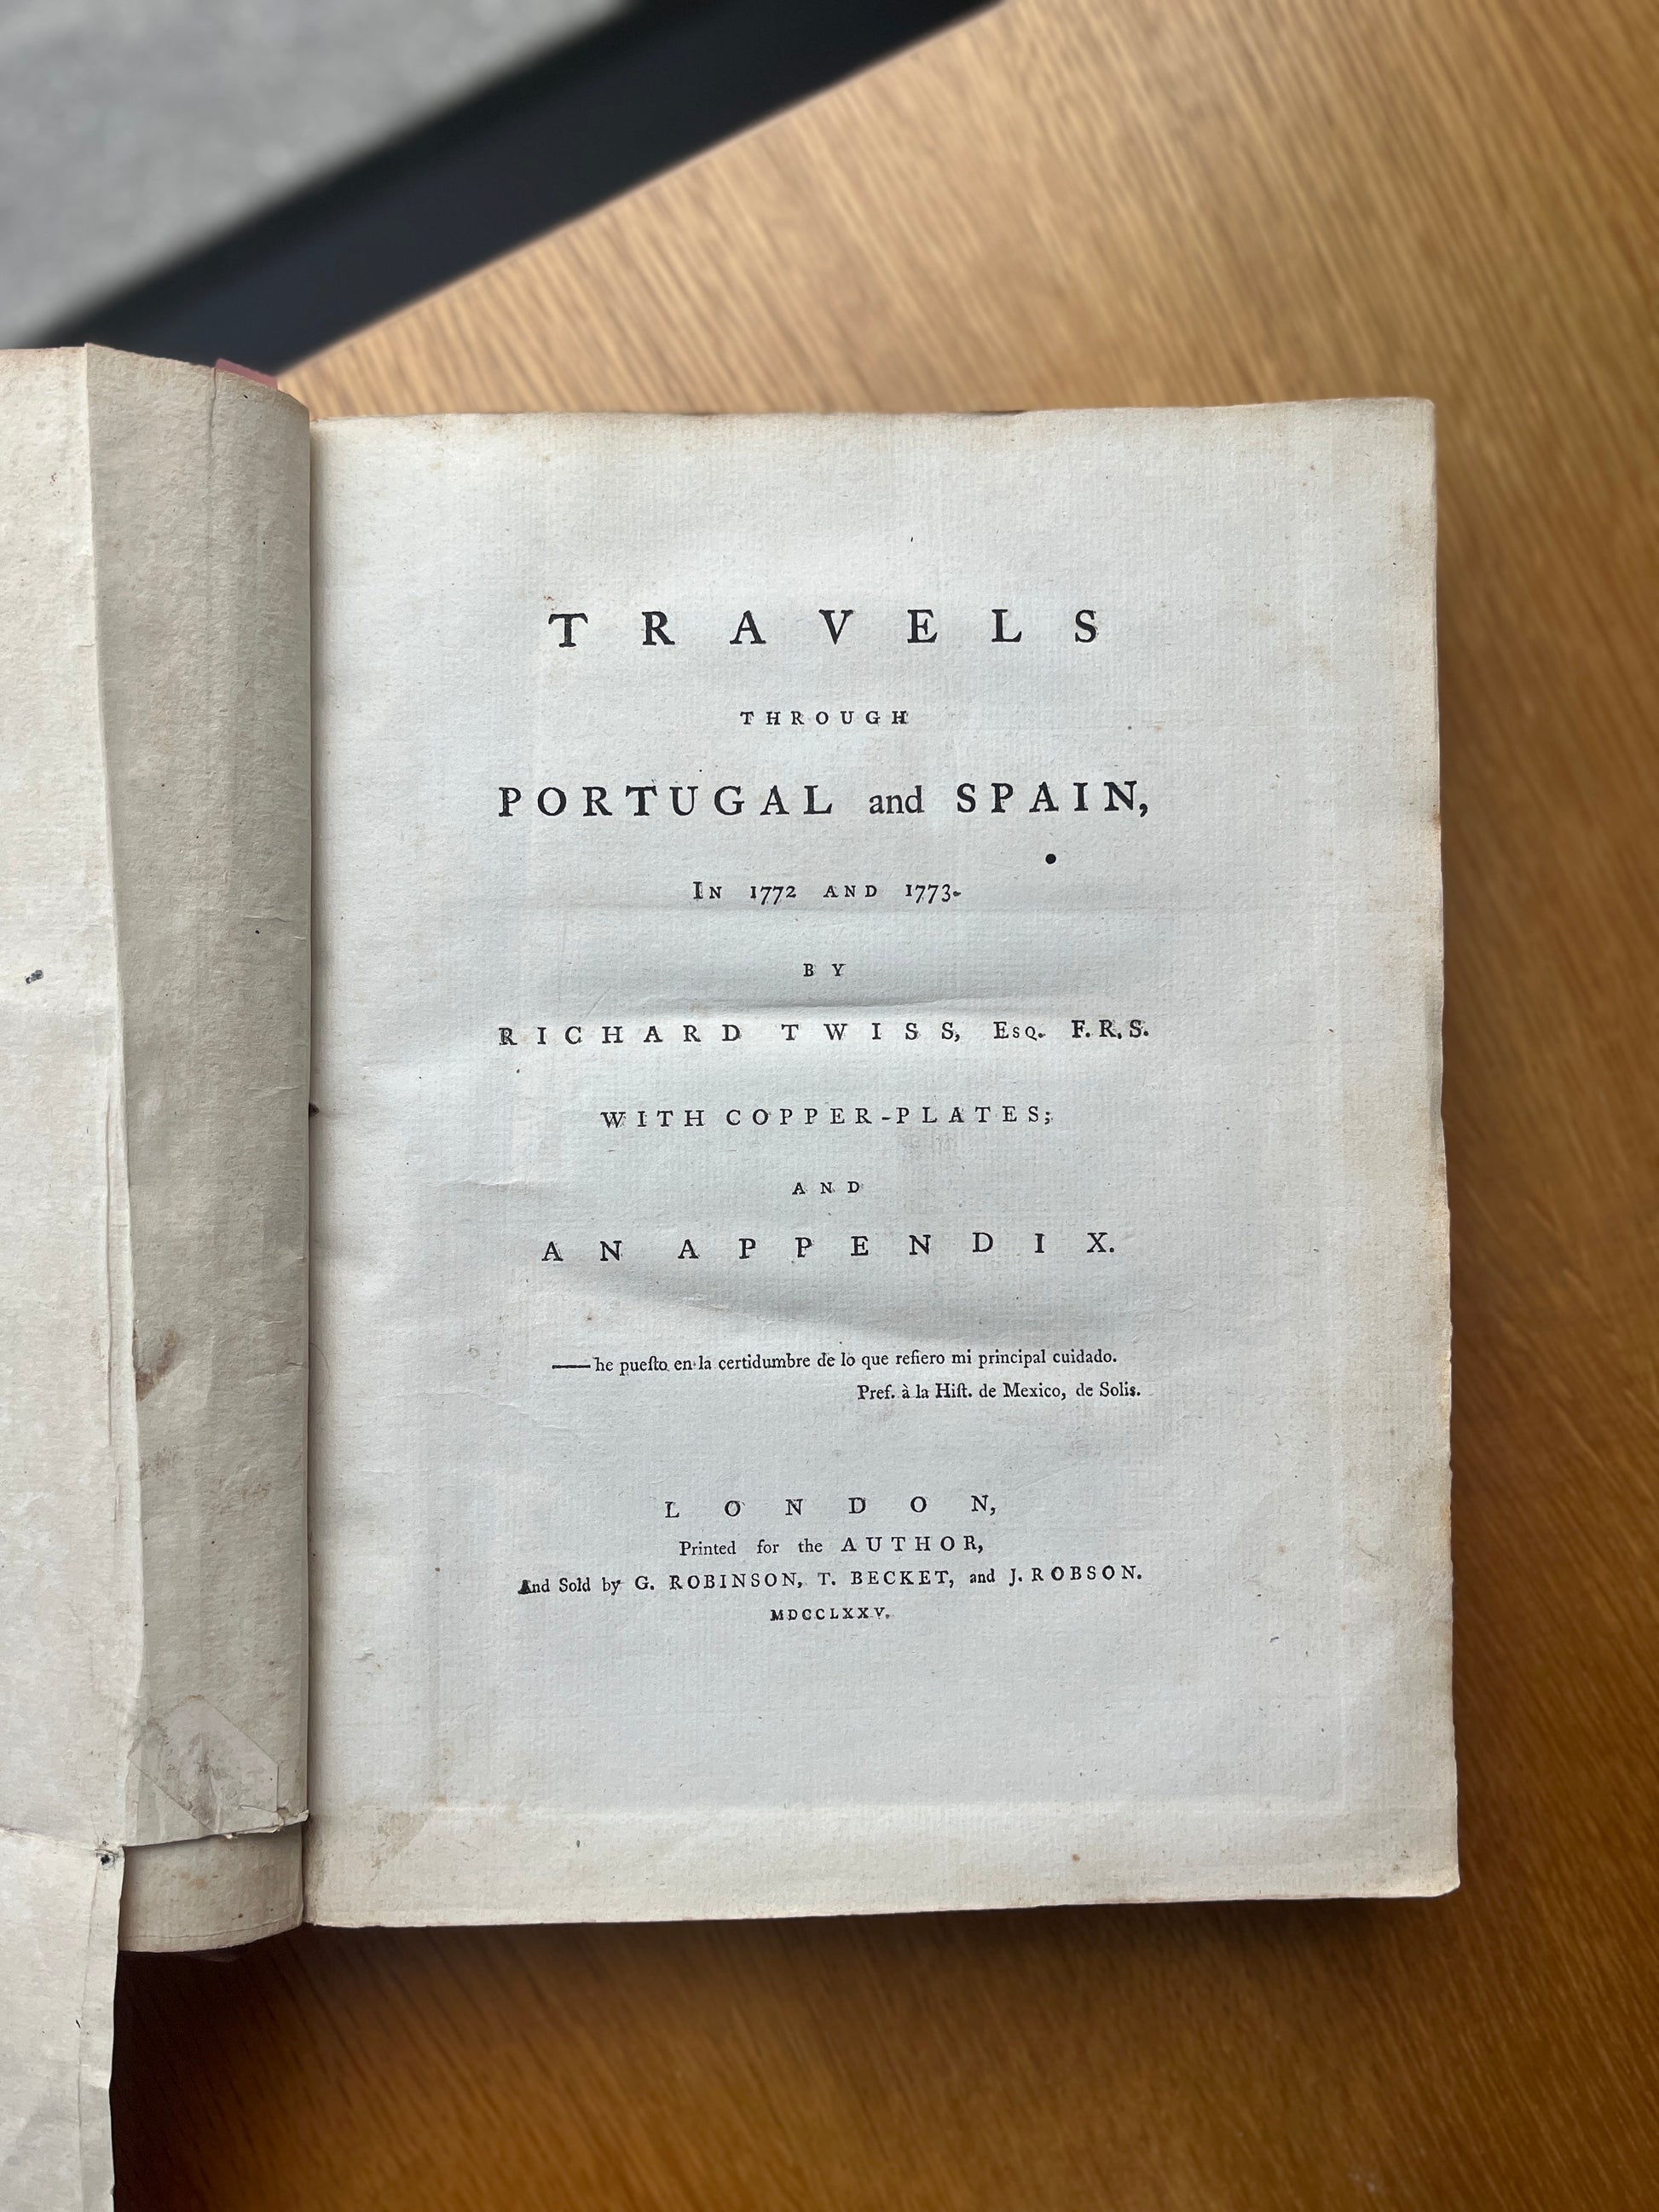 TRAVELS
THROUGH
PORTUGAL and SPAIN,
IN 1772 AND 1773.
BY
RICHARD TWISS, ESQ. F.R.S.
WITH COPPER-PLATES;
AND
AN APPENDIX.
——he pueſto en la certidumbre de lo que refiero mi principal cuidado.
Pref. à la Hiſt. de Mexico, de Solis.
LONDON,
Printed for the AUTHOR,
And Sold by G. ROBINSON, T. BECKET, and J. ROBSON.
MDCCLXXV.